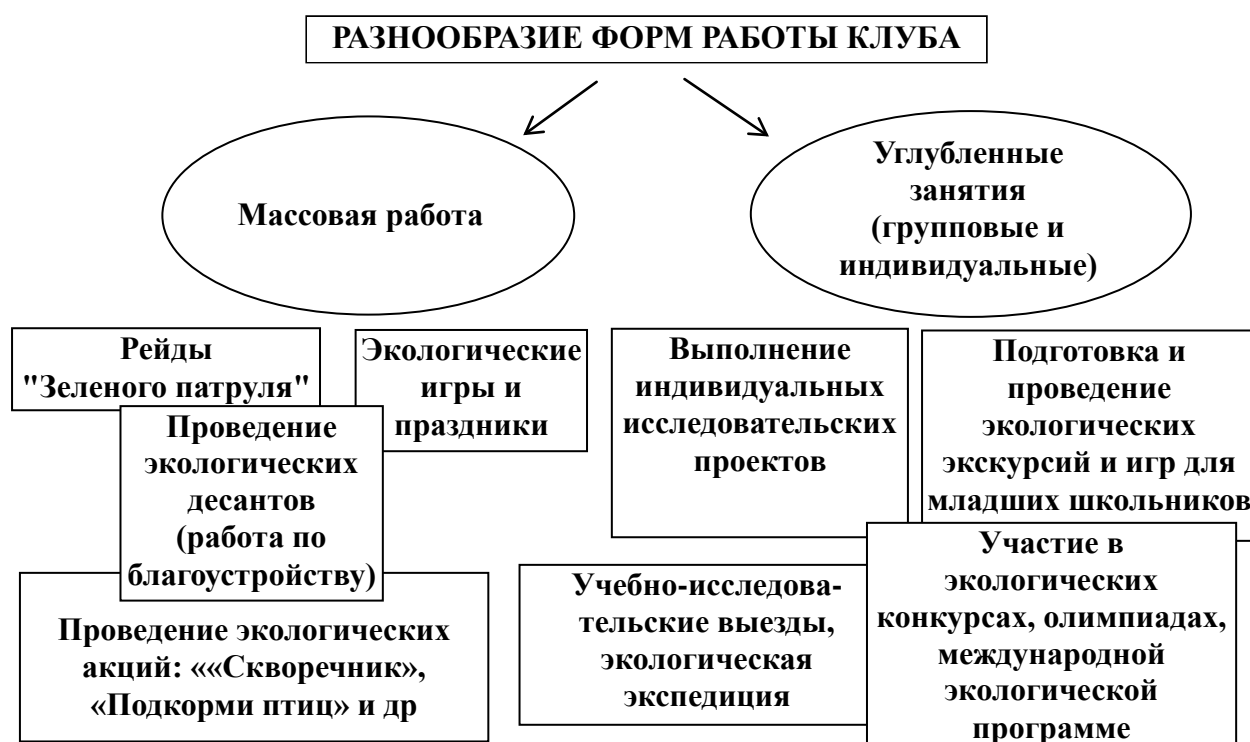 РАЗНООБРАЗИЕ ФОРМ РАБОТЫ КЛУБА
Массовая работа
Углубленные
занятия
(групповые и
индивидуальные)
Рейды
"Зеленого патруля"
Экологические
игры и
праздники
Проведение
экологических
десантов
(работа по
благоустройству)
Проведение экологических
акций: ««Скворечник»,
«Подкорми птиц» и др
Выполнение
индивидуальных
исследовательских
проектов
Подготовка и
проведение
экологических
экскурсий и игр для
младших школьников
Учебно-исследова-
тельские выезды,
экологическая
экспедиция
Участие в
экологических
конкурсах, олимпиадах,
международной
экологической
программе